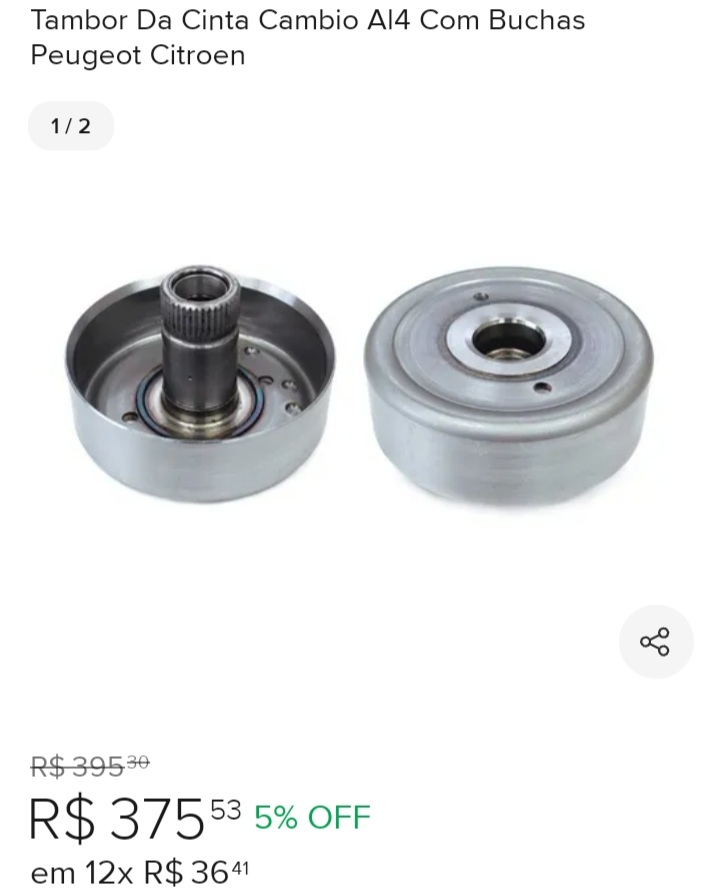 Tambor Da Cinta Cambio Al4 Com Buchas
Peugeot Citroen
1 / 2
R$ 395 30
R$ 375 53 5% OFF
em 12x R$ 36 41